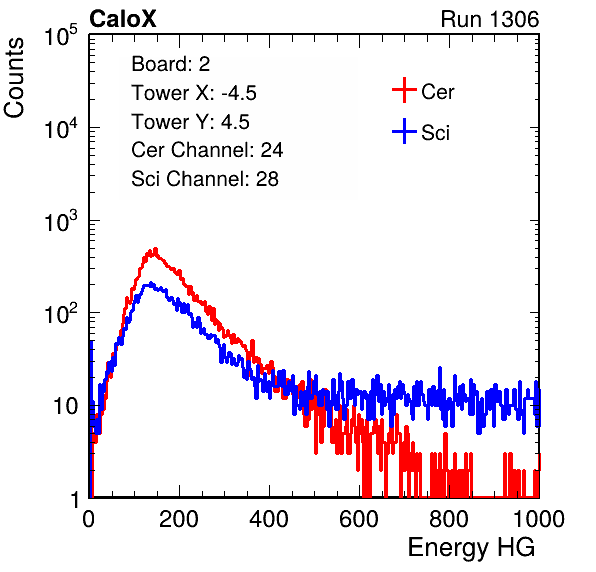 CaloX Run 1306
Counts
Board: 2
Tower X: -4.5
Tower Y: 4.5
Cer Channel: 24
Sci Channel: 28
Cer
Sci
10^5
10^4
10^3
10^2
10
1
0 200 400 600 800 1000
Energy HG